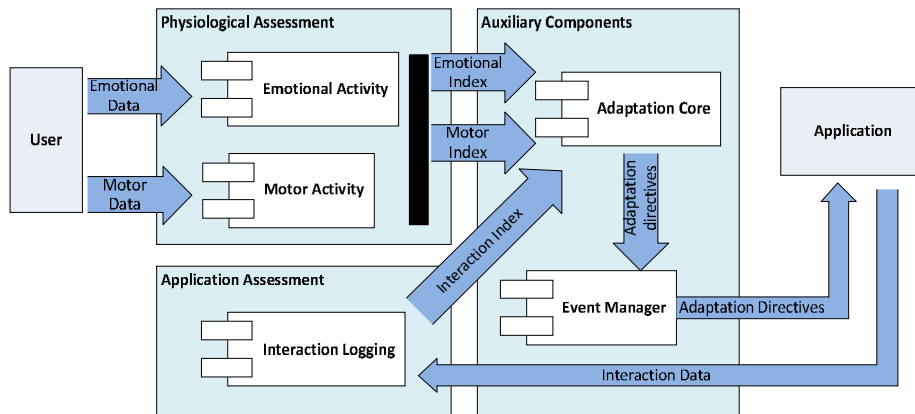 Physiological Assessment
Auxiliary Components
Emotional Activity
Emotional
Index
Adaptation Core
Emotional
Data
User
Application
Motor
Index
Motor Activity
Motor
Data
Adaptation
directives
Interaction Index
Application Assessment
Event Manager
Adaptation Directives
Interaction Logging
Interaction Data